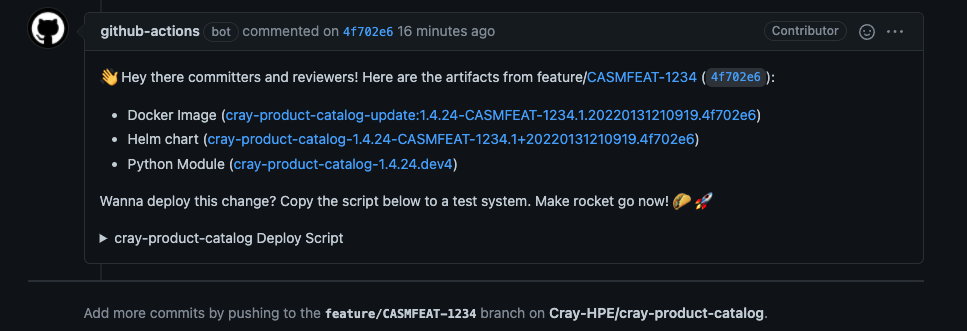 github-actions bot commented on 4f702e6 16 minutes ago Contributor
👋 Hey there committers and reviewers! Here are the artifacts from feature/CASMFEAT-1234 (4f702e6):
• Docker Image (cray-product-catalog-update:1.4.24-CASMFEAT-1234.1.20220131210919.4f702e6)
• Helm chart (cray-product-catalog-1.4.24-CASMFEAT-1234.1+20220131210919.4f702e6)
• Python Module (cray-product-catalog-1.4.24.dev4)
Wanna deploy this change? Copy the script below to a test system. Make rocket go now! 🌮 🚀
▶ cray-product-catalog Deploy Script
Add more commits by pushing to the feature/CASMFEAT-1234 branch on Cray-HPE/cray-product-catalog.